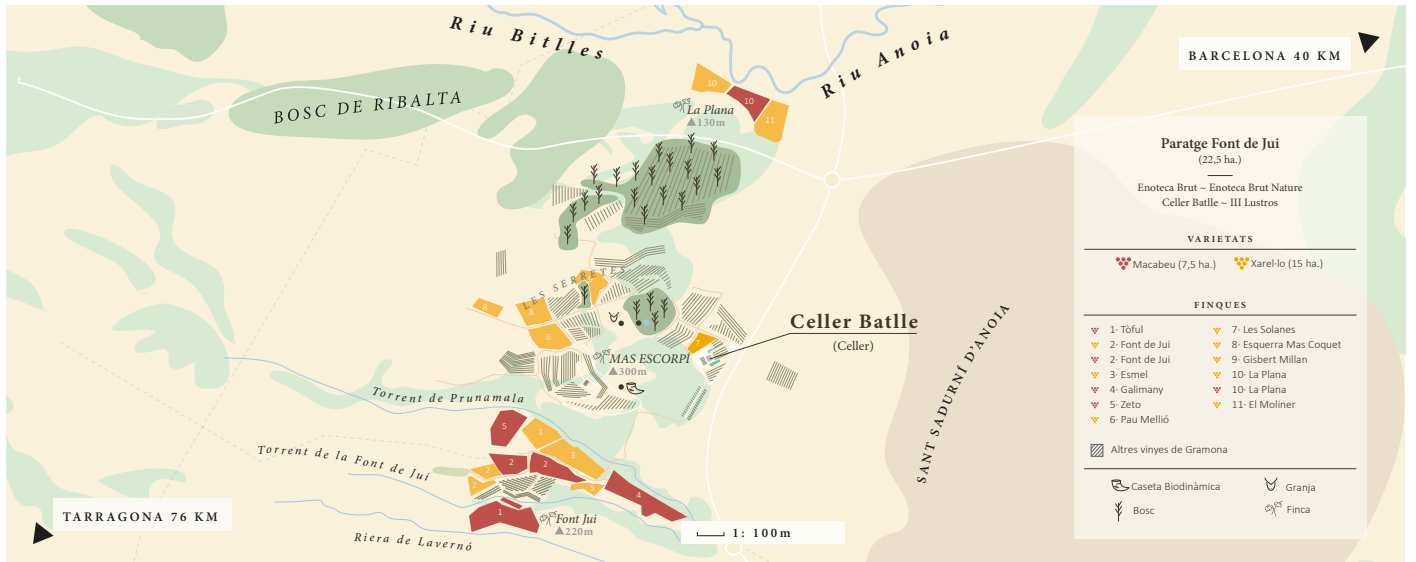 Riu Bitlles
Riu Anoia
BARCELONA 40 KM
BOSC DE RIBALTA
10
10
11
La Plana
130m
LES SERRETES
8
8
6
7
Celler Batlle
(Celler)
MAS ESCORPÍ
300m
SANT SADURNÍ D'ANOIA
Torrent de Prunamala
5
3
3
Torrent de la Font de Jui
2
2
2
2
4
1
Font Jui
220m
TARRAGONA 76 KM
Riera de Lavernó
1: 100m
Paratge Font de Jui
(22,5 ha.)
Enoteca Brut ~ Enoteca Brut Nature
Celler Batlle ~ III Lustros
VARIETATS
Macabeu (7,5 ha.)
Xarel·lo (15 ha.)
FINQUES
1· Tòful
2· Font de Jui
2· Font de Jui
3· Esmel
4· Galimany
5· Zeto
6· Pau Mellió
7· Les Solanes
8· Esquerra Mas Coquet
9· Gisbert Millan
10· La Plana
10· La Plana
11· El Moliner
Altres vinyes de Gramona
Caseta Biodinàmica
Granja
Bosc
Finca